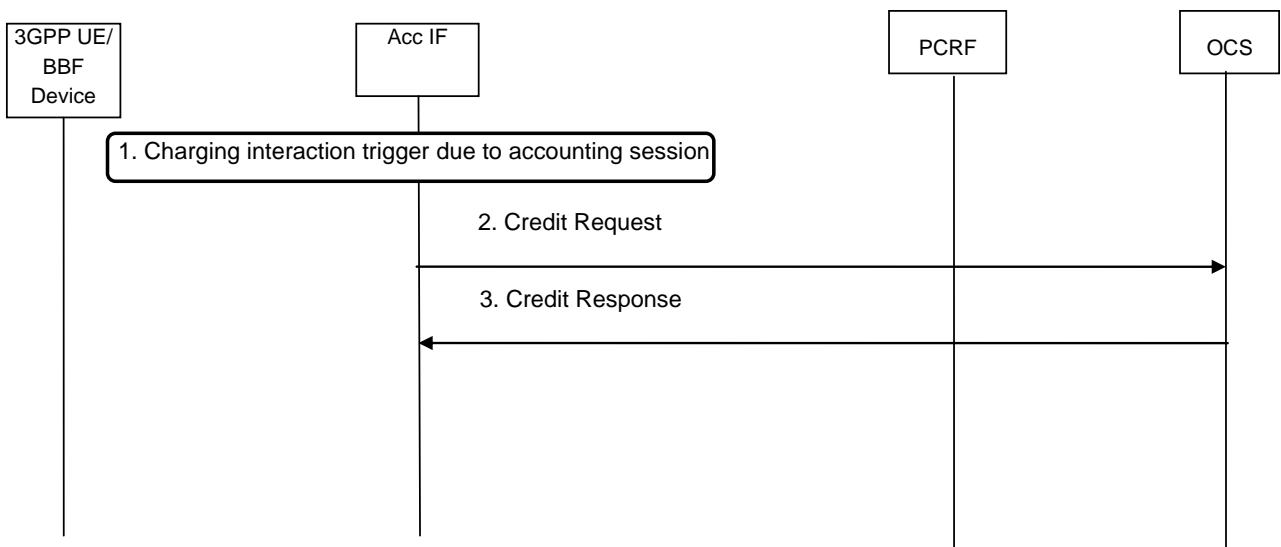 3GPP UE/
BBF
Device
Acc IF
PCRF
OCS
1. Charging interaction trigger due to accounting session
2. Credit Request
3. Credit Response